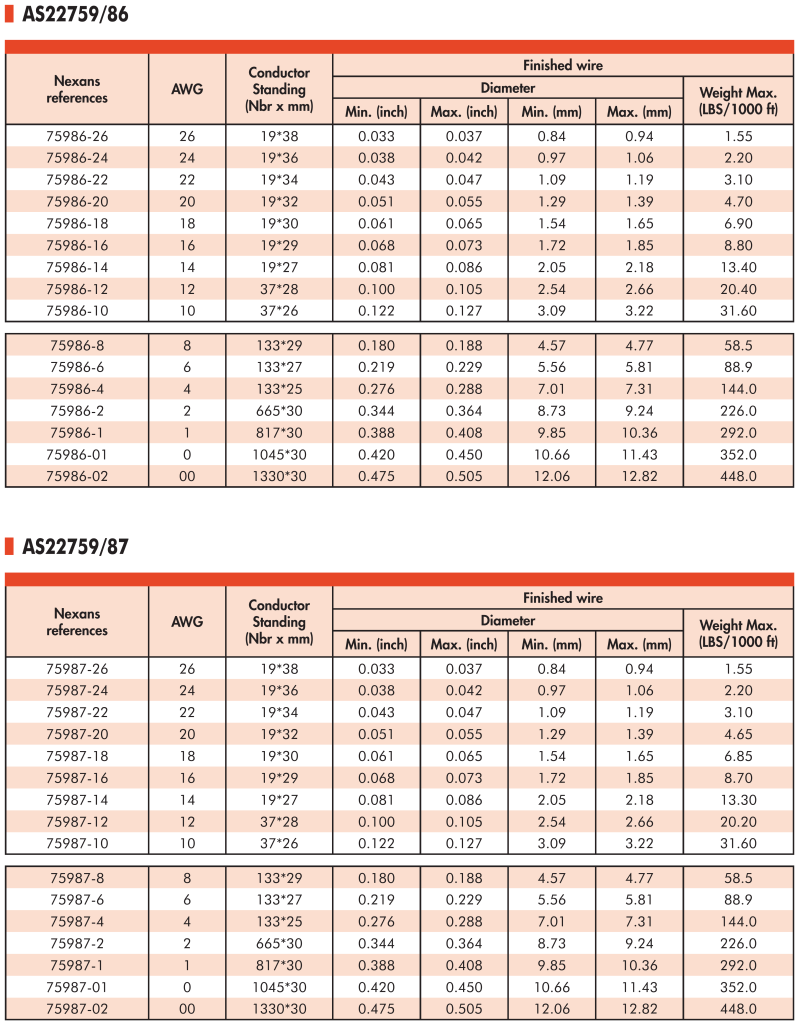 AS22759/86
Nexans references AWG Conductor Standing (Nbr x mm) Finished wire
Diameter Weight Max. (LBS/1000 ft)
Min. (inch) Max. (inch) Min. (mm) Max. (mm)
75986-26 26 19*38 0.033 0.037 0.84 0.94 1.55
75986-24 24 19*36 0.038 0.042 0.97 1.06 2.20
75986-22 22 19*34 0.043 0.047 1.09 1.19 3.10
75986-20 20 19*32 0.051 0.055 1.29 1.39 4.70
75986-18 18 19*30 0.061 0.065 1.54 1.65 6.90
75986-16 16 19*29 0.068 0.073 1.72 1.85 8.80
75986-14 14 19*27 0.081 0.086 2.05 2.18 13.40
75986-12 12 37*28 0.100 0.105 2.54 2.66 20.40
75986-10 10 37*26 0.122 0.127 3.09 3.22 31.60
75986-8 8 133*29 0.180 0.188 4.57 4.77 58.5
75986-6 6 133*27 0.219 0.229 5.56 5.81 88.9
75986-4 4 133*25 0.276 0.288 7.01 7.31 144.0
75986-2 2 665*30 0.344 0.364 8.73 9.24 226.0
75986-1 1 817*30 0.388 0.408 9.85 10.36 292.0
75986-01 0 1045*30 0.420 0.450 10.66 11.43 352.0
75986-02 00 1330*30 0.475 0.505 12.06 12.82 448.0
AS22759/87
Nexans references AWG Conductor Standing (Nbr x mm) Finished wire
Diameter Weight Max. (LBS/1000 ft)
Min. (inch) Max. (inch) Min. (mm) Max. (mm)
75987-26 26 19*38 0.033 0.037 0.84 0.94 1.55
75987-24 24 19*36 0.038 0.042 0.97 1.06 2.20
75987-22 22 19*34 0.043 0.047 1.09 1.19 3.10
75987-20 20 19*32 0.051 0.055 1.29 1.39 4.65
75987-18 18 19*30 0.061 0.065 1.54 1.65 6.85
75987-16 16 19*29 0.068 0.073 1.72 1.85 8.70
75987-14 14 19*27 0.081 0.086 2.05 2.18 13.30
75987-12 12 37*28 0.100 0.105 2.54 2.66 20.20
75987-10 10 37*26 0.122 0.127 3.09 3.22 31.60
75987-8 8 133*29 0.180 0.188 4.57 4.77 58.5
75987-6 6 133*27 0.219 0.229 5.56 5.81 88.9
75987-4 4 133*25 0.276 0.288 7.01 7.31 144.0
75987-2 2 665*30 0.344 0.364 8.73 9.24 226.0
75987-1 1 817*30 0.388 0.408 9.85 10.36 292.0
75987-01 0 1045*30 0.420 0.450 10.66 11.43 352.0
75987-02 00 1330*30 0.475 0.505 12.06 12.82 448.0